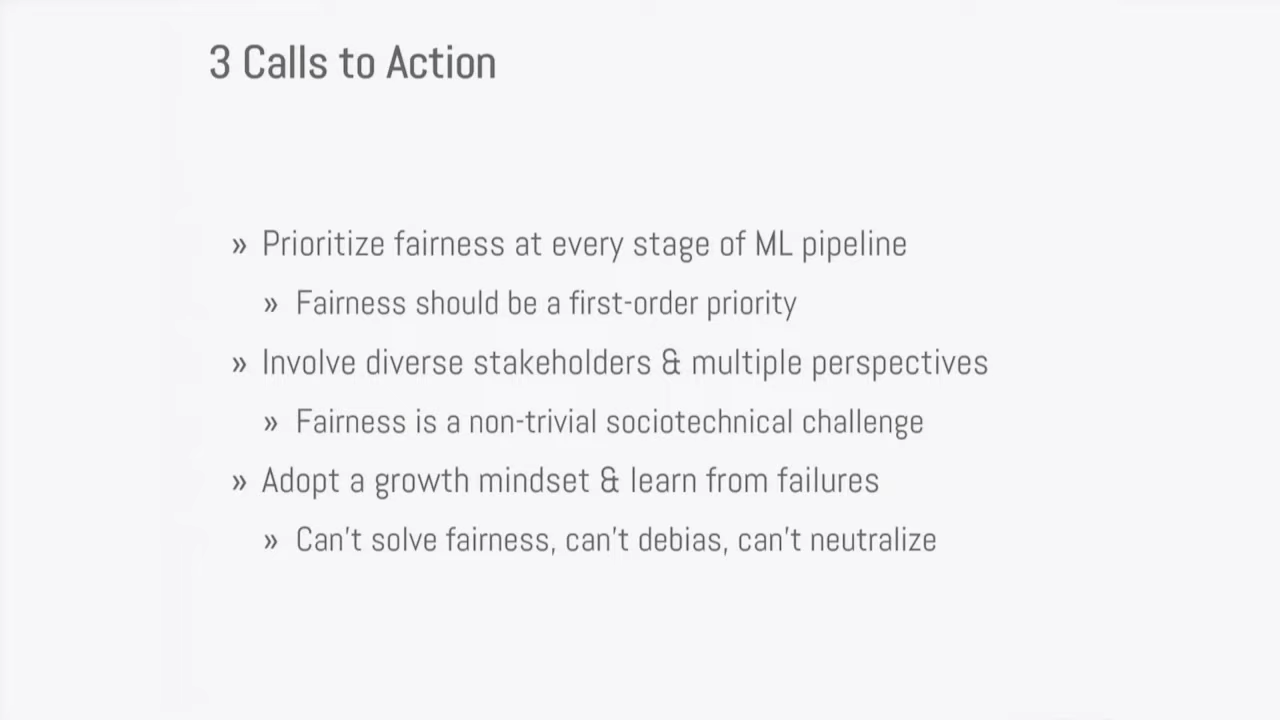 3 Calls to Action
» Prioritize fairness at every stage of ML pipeline
» Fairness should be a first-order priority
» Involve diverse stakeholders & multiple perspectives
» Fairness is a non-trivial sociotechnical challenge
» Adopt a growth mindset & learn from failures
» Can't solve fairness, can't debias, can't neutralize